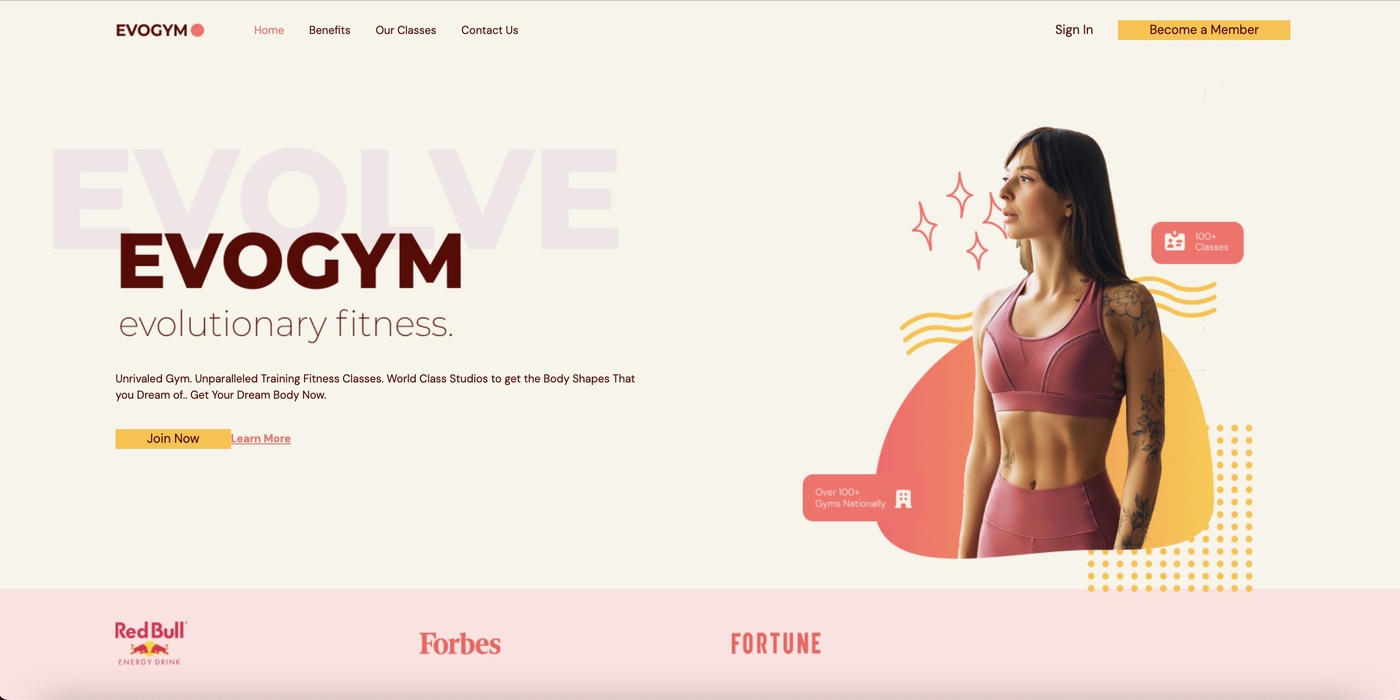 EVOGYM
Home
Benefits
Our Classes
Contact Us
Sign In
Become a Member
EVOLVE
EVOGYM
evolutionary fitness.
Unrivaled Gym. Unparalleled Training Fitness Classes. World Class Studios to get the Body Shapes That
you Dream of.. Get Your Dream Body Now.
Join Now
Learn More
100+
Classes
Over 100+
Gyms Nationally
Red Bull
ENERGY DRINK
Forbes
FORTUNE